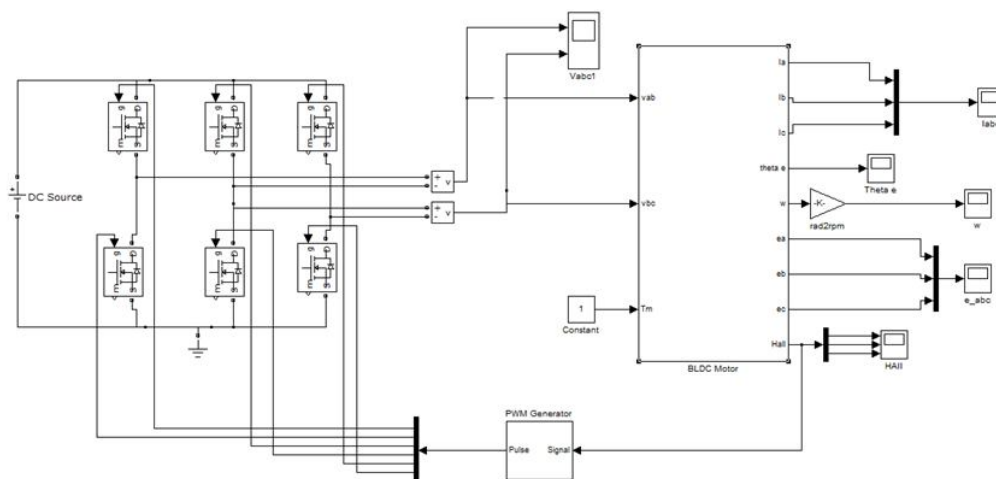 Vabc1
g
g
g
+
-
v
+
-
v
DC Source
+
g
g
g
vab
vbc
Tm
BLDC Motor
Ia
Ib
Ic
theta e
w
ea
eb
ec
Hall
Iabc
Theta e
-K-
rad2rpm
w
e_abc
HAll
1
Constant
PWM Generator
Pulse
Signal